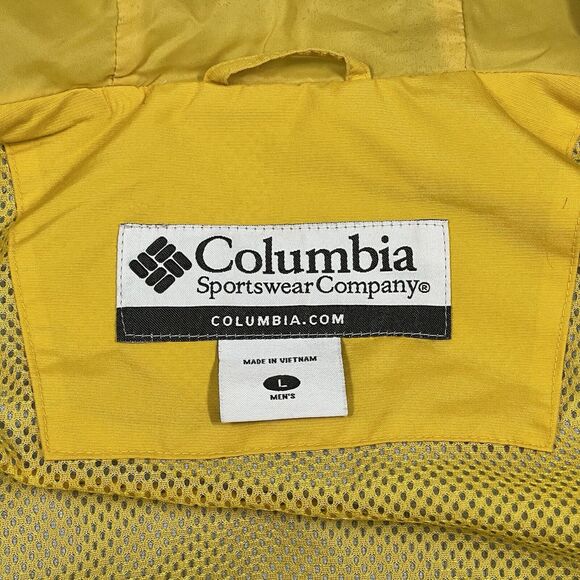 Columbia
Sportswear Company®
COLUMBIA.COM
MADE IN VIETNAM
L
MEN'S